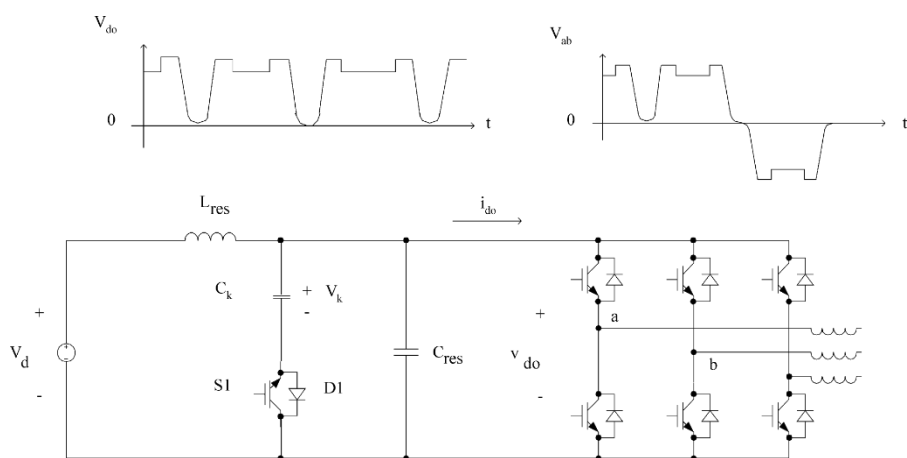 V_do
0
t
V_ab
0
t
L_res
i_do
C_k
+
V_k
-
+
V_d
-
S1
D1
C_res
+
v_do
-
a
b